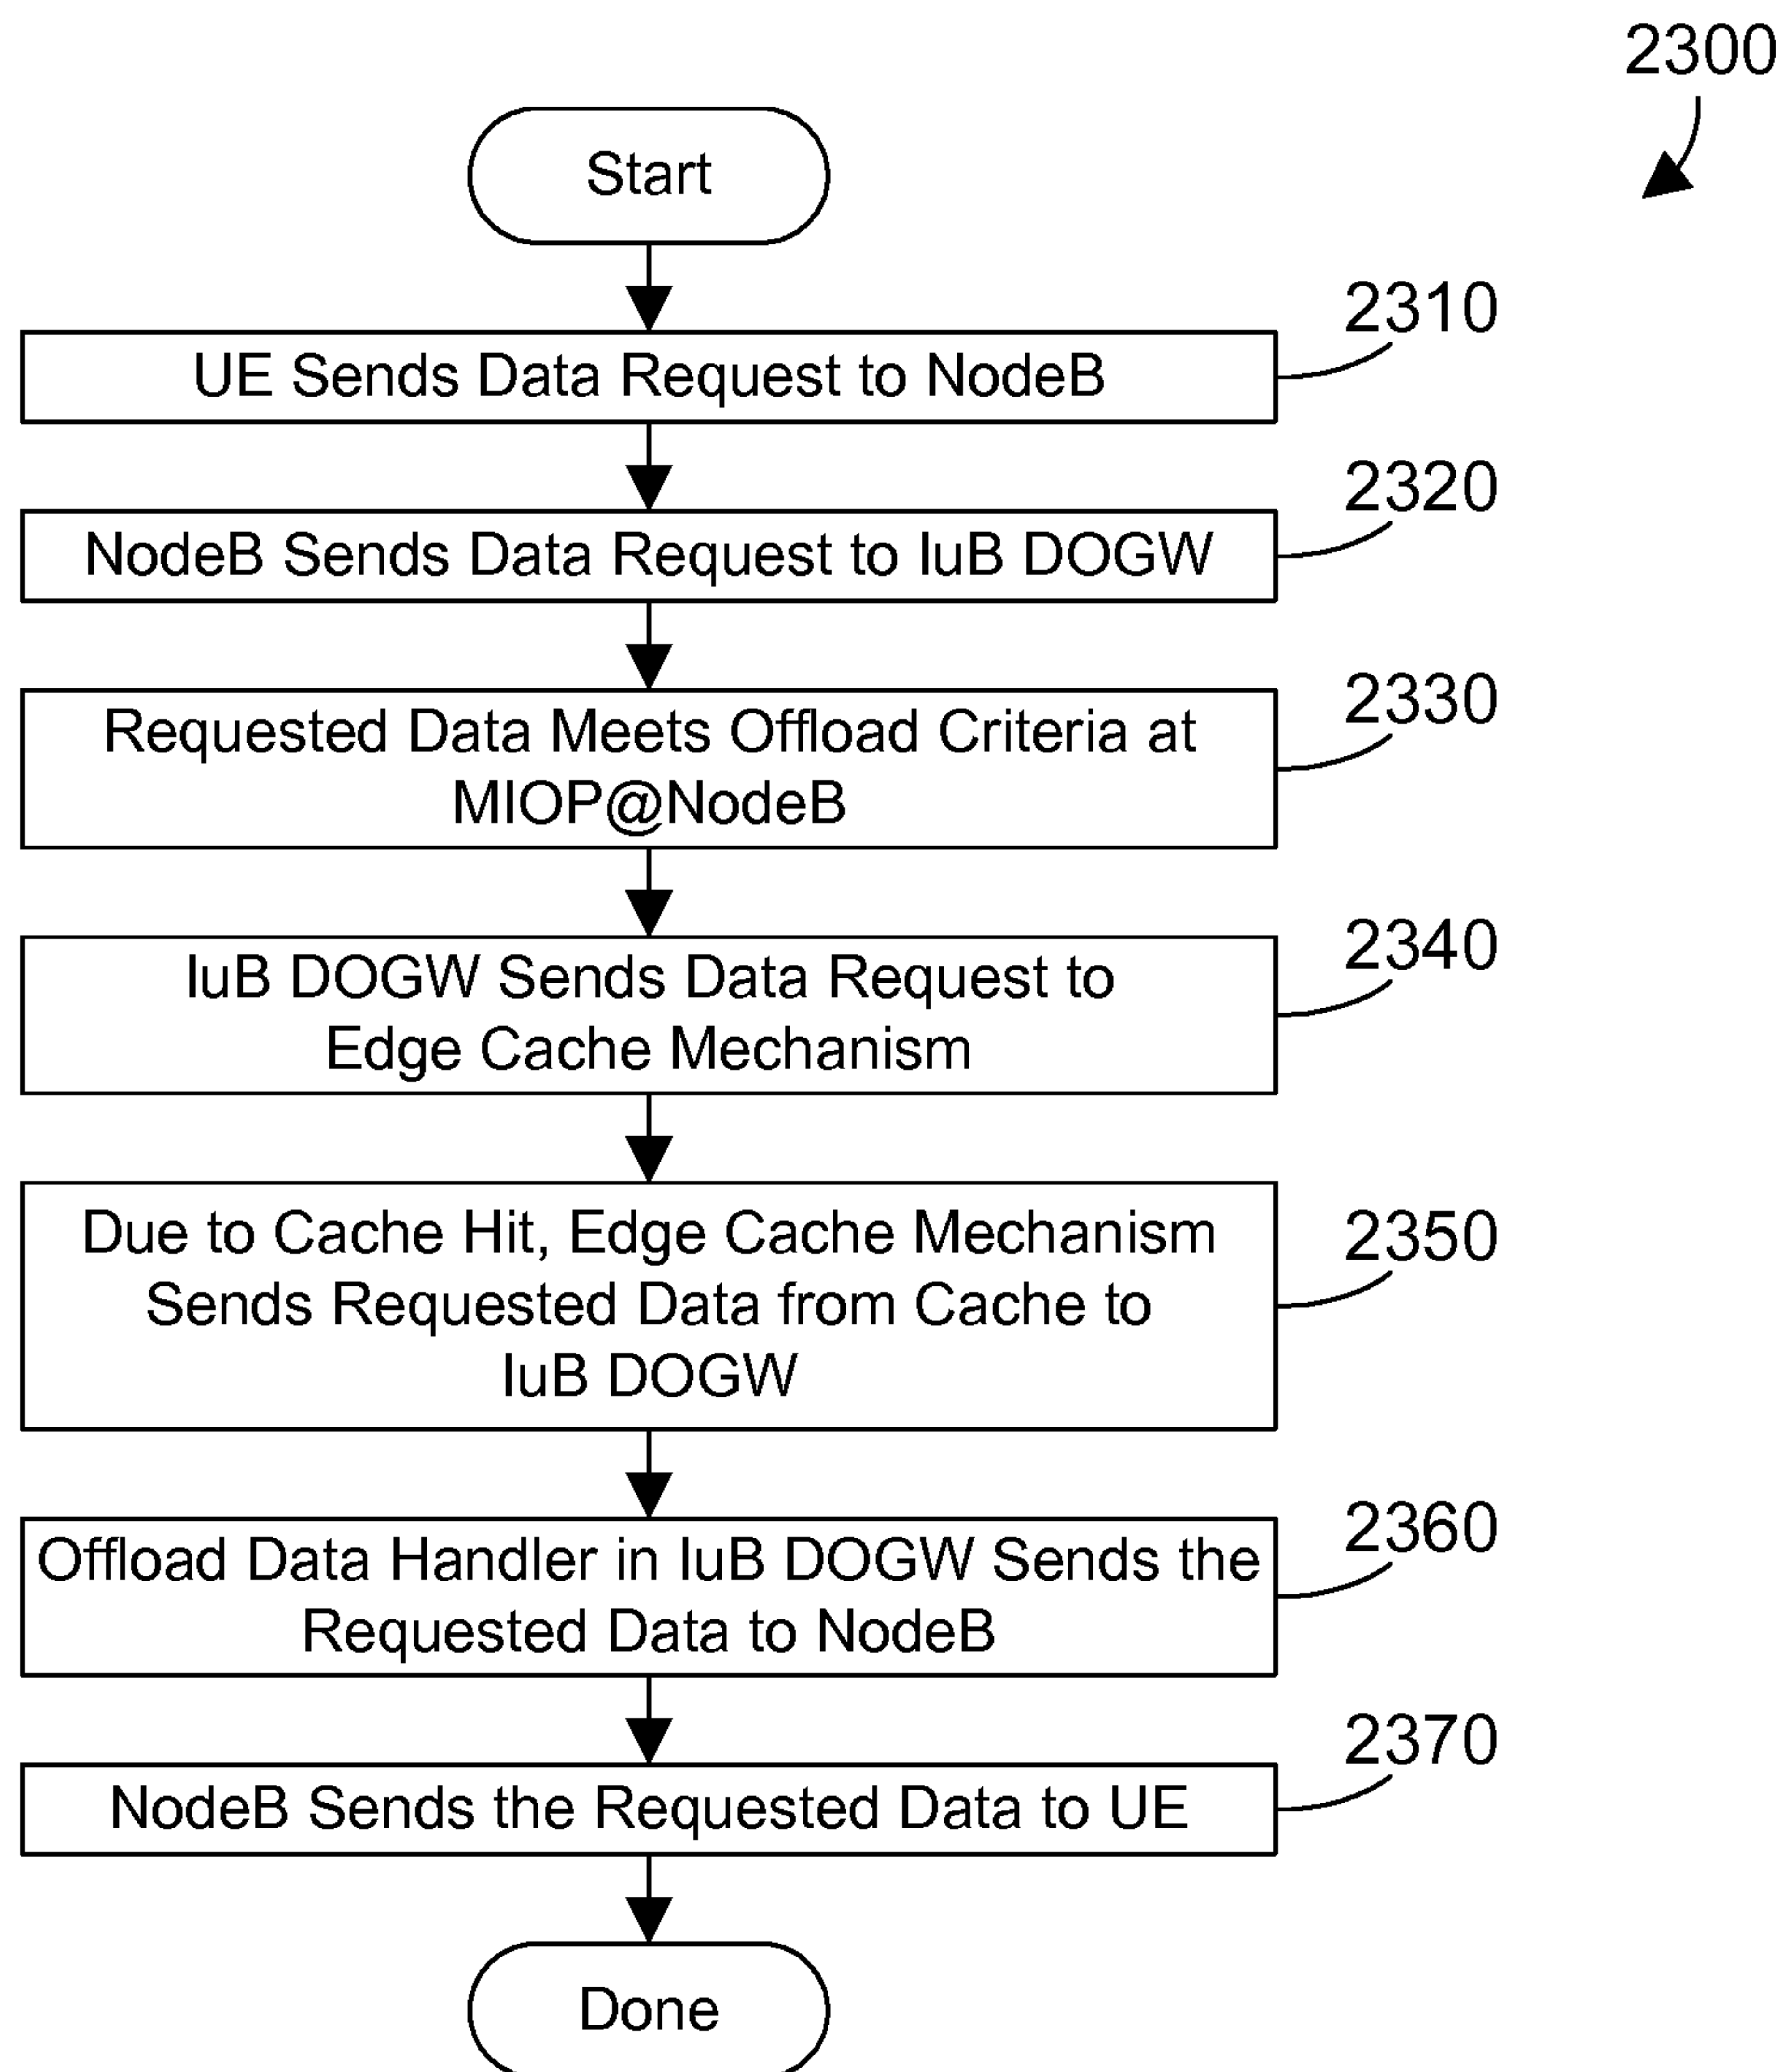 2300
Start
2310
UE Sends Data Request to NodeB
2320
NodeB Sends Data Request to IuB DOGW
2330
Requested Data Meets Offload Criteria at
MIOP@NodeB
2340
IuB DOGW Sends Data Request to
Edge Cache Mechanism
2350
Due to Cache Hit, Edge Cache Mechanism
Sends Requested Data from Cache to
IuB DOGW
2360
Offload Data Handler in IuB DOGW Sends the
Requested Data to NodeB
2370
NodeB Sends the Requested Data to UE
Done